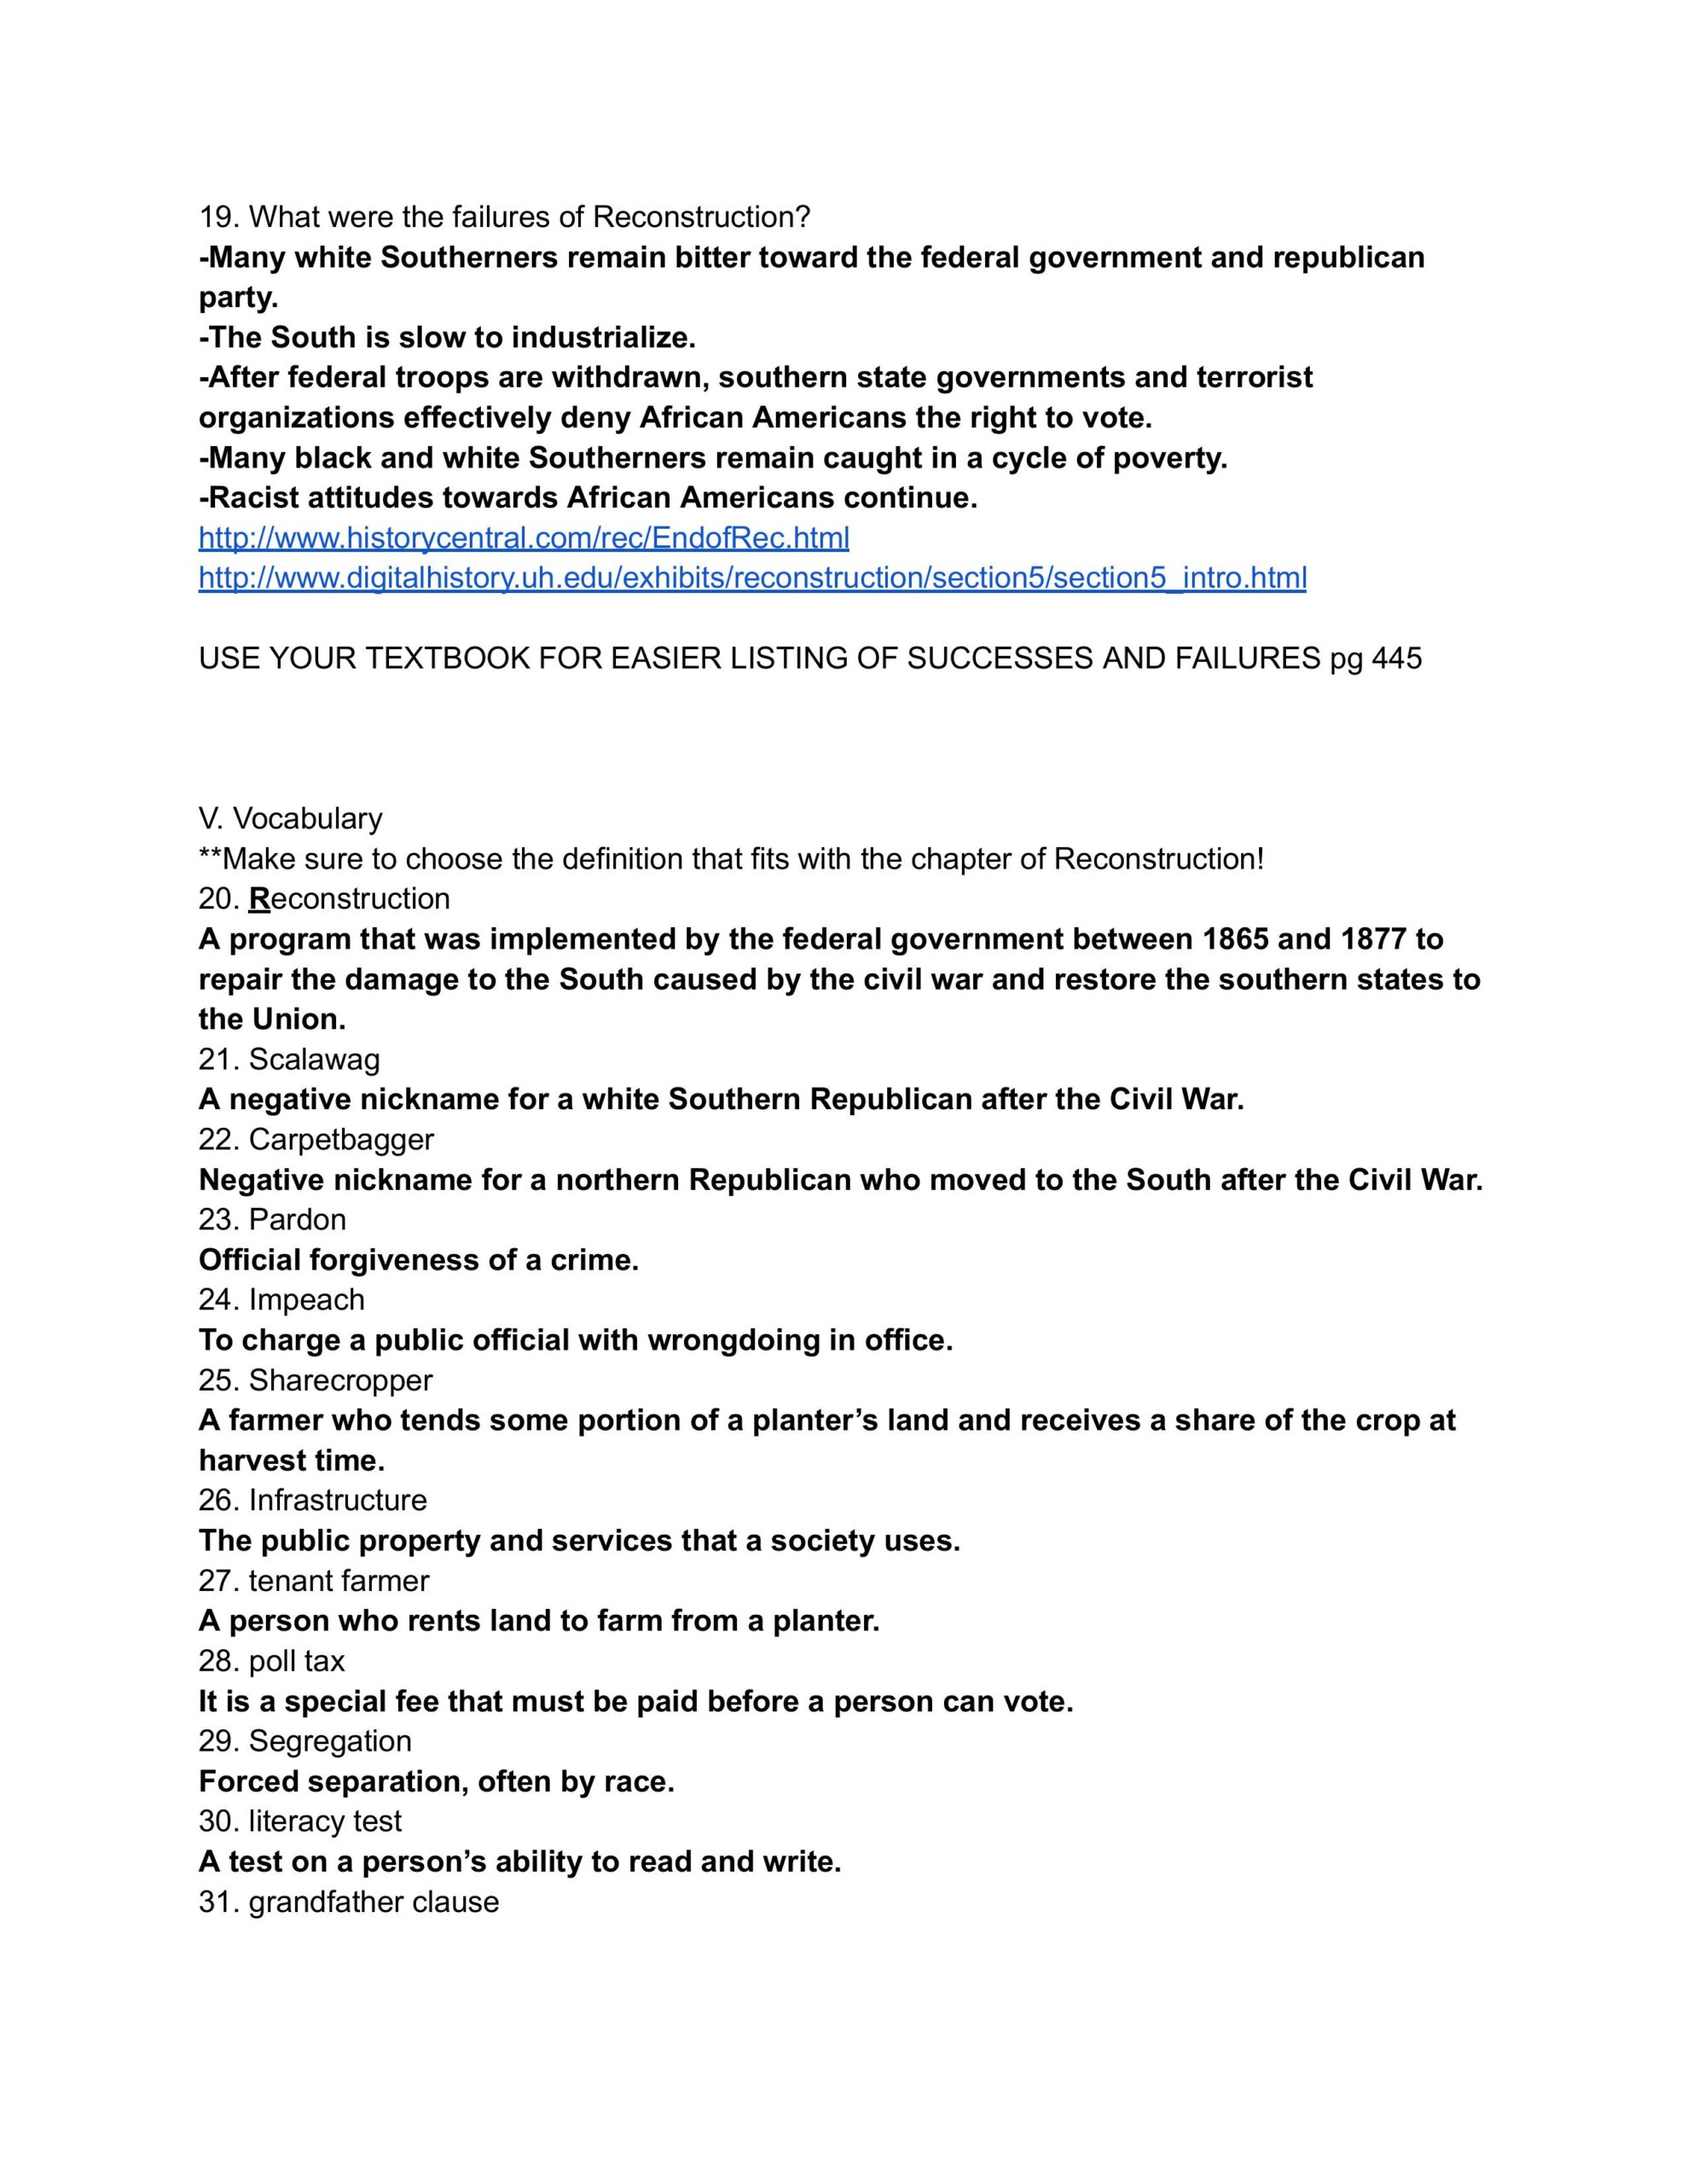 19. What were the failures of Reconstruction?
-Many white Southerners remain bitter toward the federal government and republican
party.
-The South is slow to industrialize.
-After federal troops are withdrawn, southern state governments and terrorist
organizations effectively deny African Americans the right to vote.
-Many black and white Southerners remain caught in a cycle of poverty.
-Racist attitudes towards African Americans continue.
http://www.historycentral.com/rec/EndofRec.html
http://www.digitalhistory.uh.edu/exhibits/reconstruction/section5/section5_intro.html
USE YOUR TEXTBOOK FOR EASIER LISTING OF SUCCESSES AND FAILURES pg 445
V. Vocabulary
**Make sure to choose the definition that fits with the chapter of Reconstruction!
20. Reconstruction
A program that was implemented by the federal government between 1865 and 1877 to
repair the damage to the South caused by the civil war and restore the southern states to
the Union.
21. Scalawag
A negative nickname for a white Southern Republican after the Civil War.
22. Carpetbagger
Negative nickname for a northern Republican who moved to the South after the Civil War.
23. Pardon
Official forgiveness of a crime.
24. Impeach
To charge a public official with wrongdoing in office.
25. Sharecropper
A farmer who tends some portion of a planter’s land and receives a share of the crop at
harvest time.
26. Infrastructure
The public property and services that a society uses.
27. tenant farmer
A person who rents land to farm from a planter.
28. poll tax
It is a special fee that must be paid before a person can vote.
29. Segregation
Forced separation, often by race.
30. literacy test
A test on a person’s ability to read and write.
31. grandfather clause